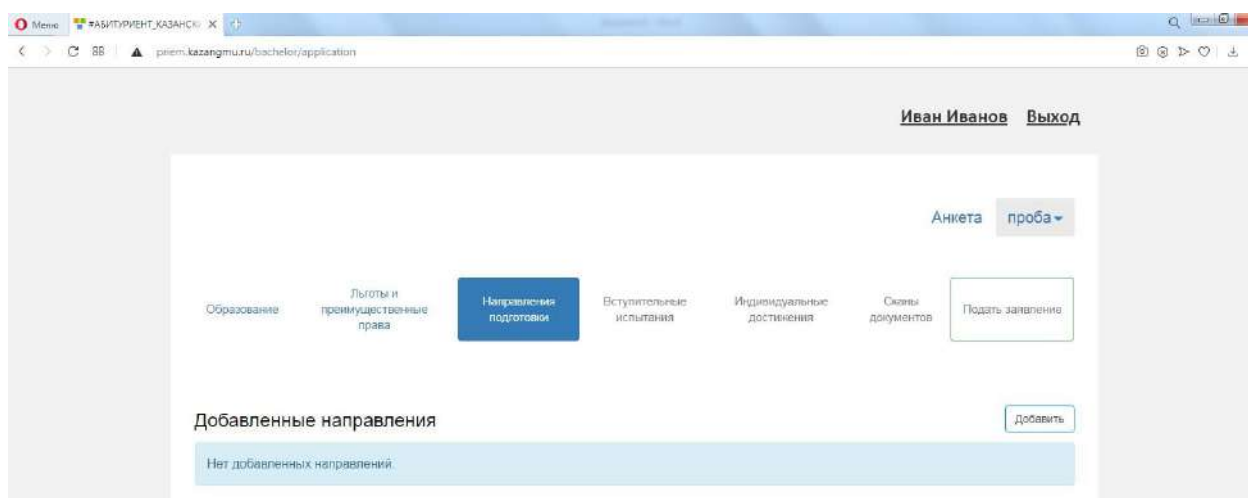 Меню #АБИТУРИЕНТ_КАЗАНСК
priem.kazangmu.ru/bachelor/application
Иван Иванов Выход
Анкета проба
Образование
Льготы и
преимущественные
права
Направления
подготовки
Вступительные
испытания
Индивидуальные
достижения
Сканы
документов
Подать заявление
Добавленные направления
Добавить
Нет добавленных направлений.